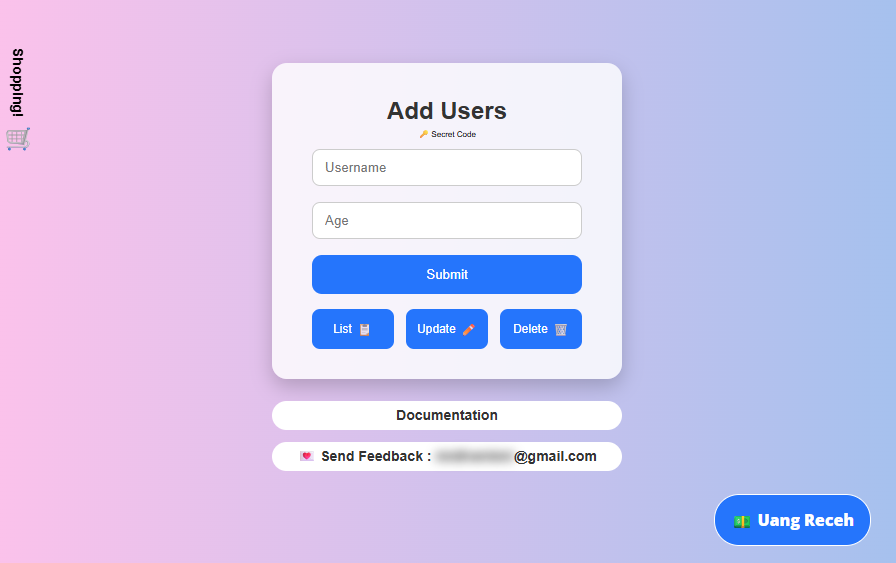 Shopping!
Add Users
Secret Code
Username
Age
Submit
List
Update
Delete
Documentation
Send Feedback : @gmail.com
Uang Receh